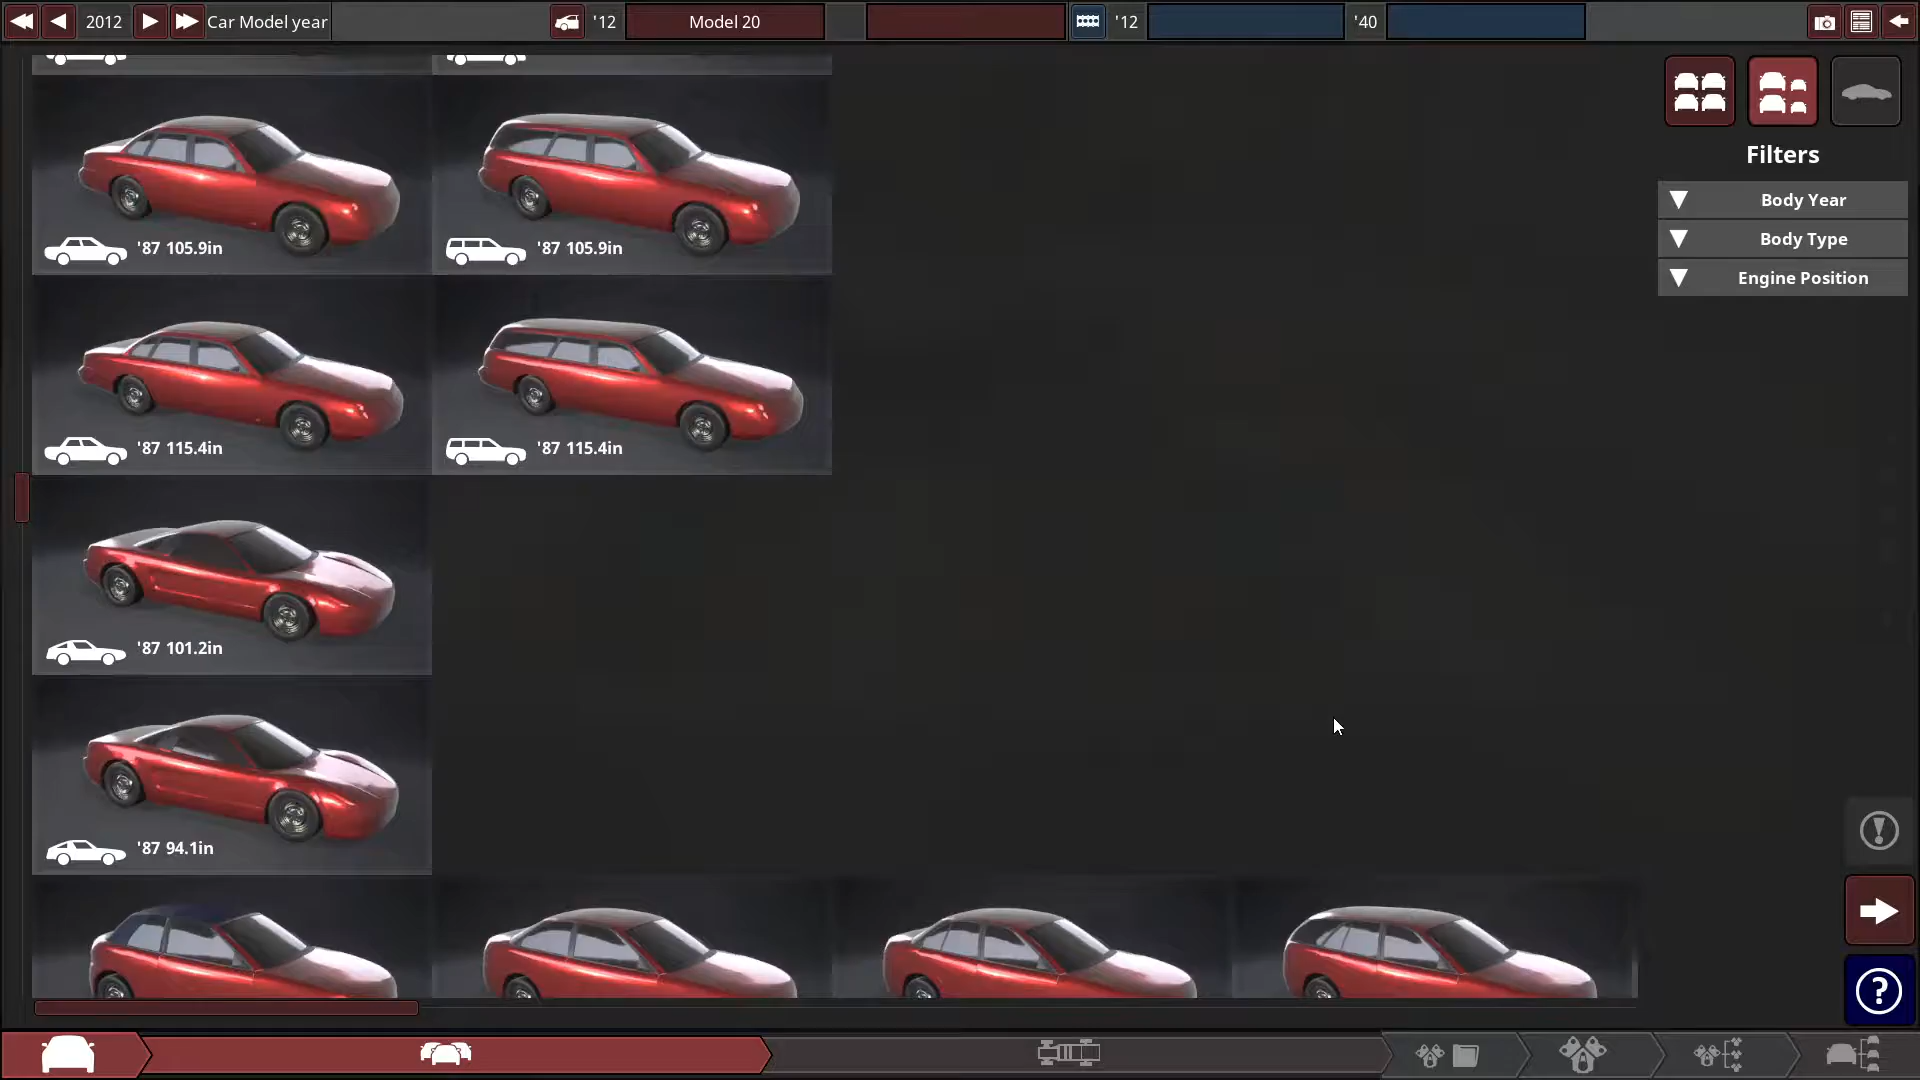 2012 Car Model year '12 Model 20 '12 '40
Filters
Body Year
Body Type
Engine Position
'87 105.9in '87 105.9in
'87 115.4in '87 115.4in
'87 101.2in
'87 94.1in